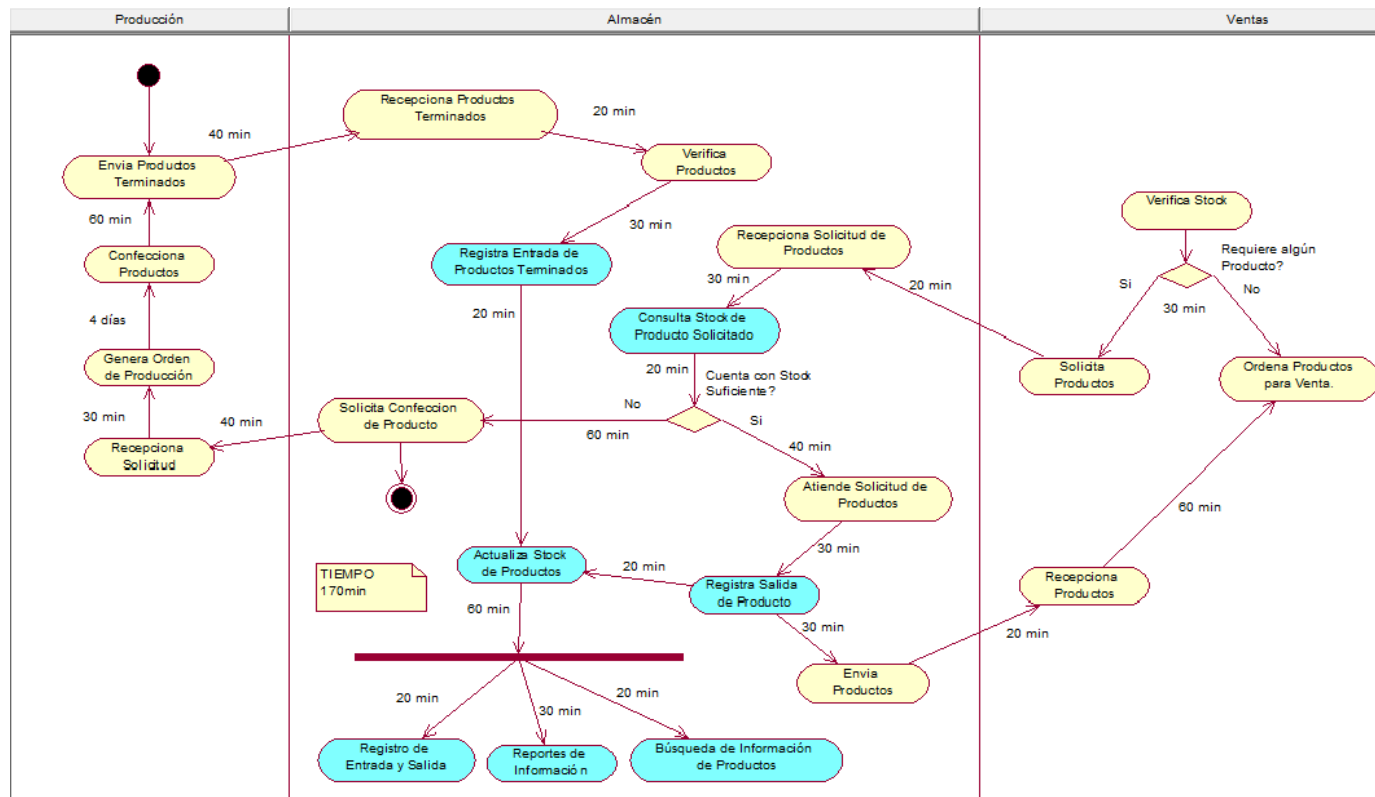 Producción
Almacén
Ventas
Recepciona Productos
Terminados
20 min
40 min
Verifica
Productos
Envia Productos
Terminados
Verifica Stock
60 min
30 min
Recepciona Solicitud de
Productos
Requiere algún
Producto?
Confecciona
Productos
Registra Entrada de
Productos Terminados
30 min
20 min
Si
No
30 min
4 días
20 min
Consulta Stock de
Producto Solicitado
Genera Orden
de Producción
20 min
Cuenta con Stock
Suficiente?
Solicita
Productos
Ordena Productos
para Venta.
30 min
40 min
Solicita Confeccion
de Producto
No
60 min
Si
40 min
Recepciona
Solicitud
Atiende Solicitud de
Productos
60 min
30 min
Actualiza Stock
de Productos
20 min
TIEMPO
170min
Registra Salida
de Producto
Recepciona
Productos
60 min
30 min
20 min
Envia
Productos
20 min
30 min
20 min
Registro de
Entrada y Salida
Reportes de
Información
Búsqueda de Información
de Productos